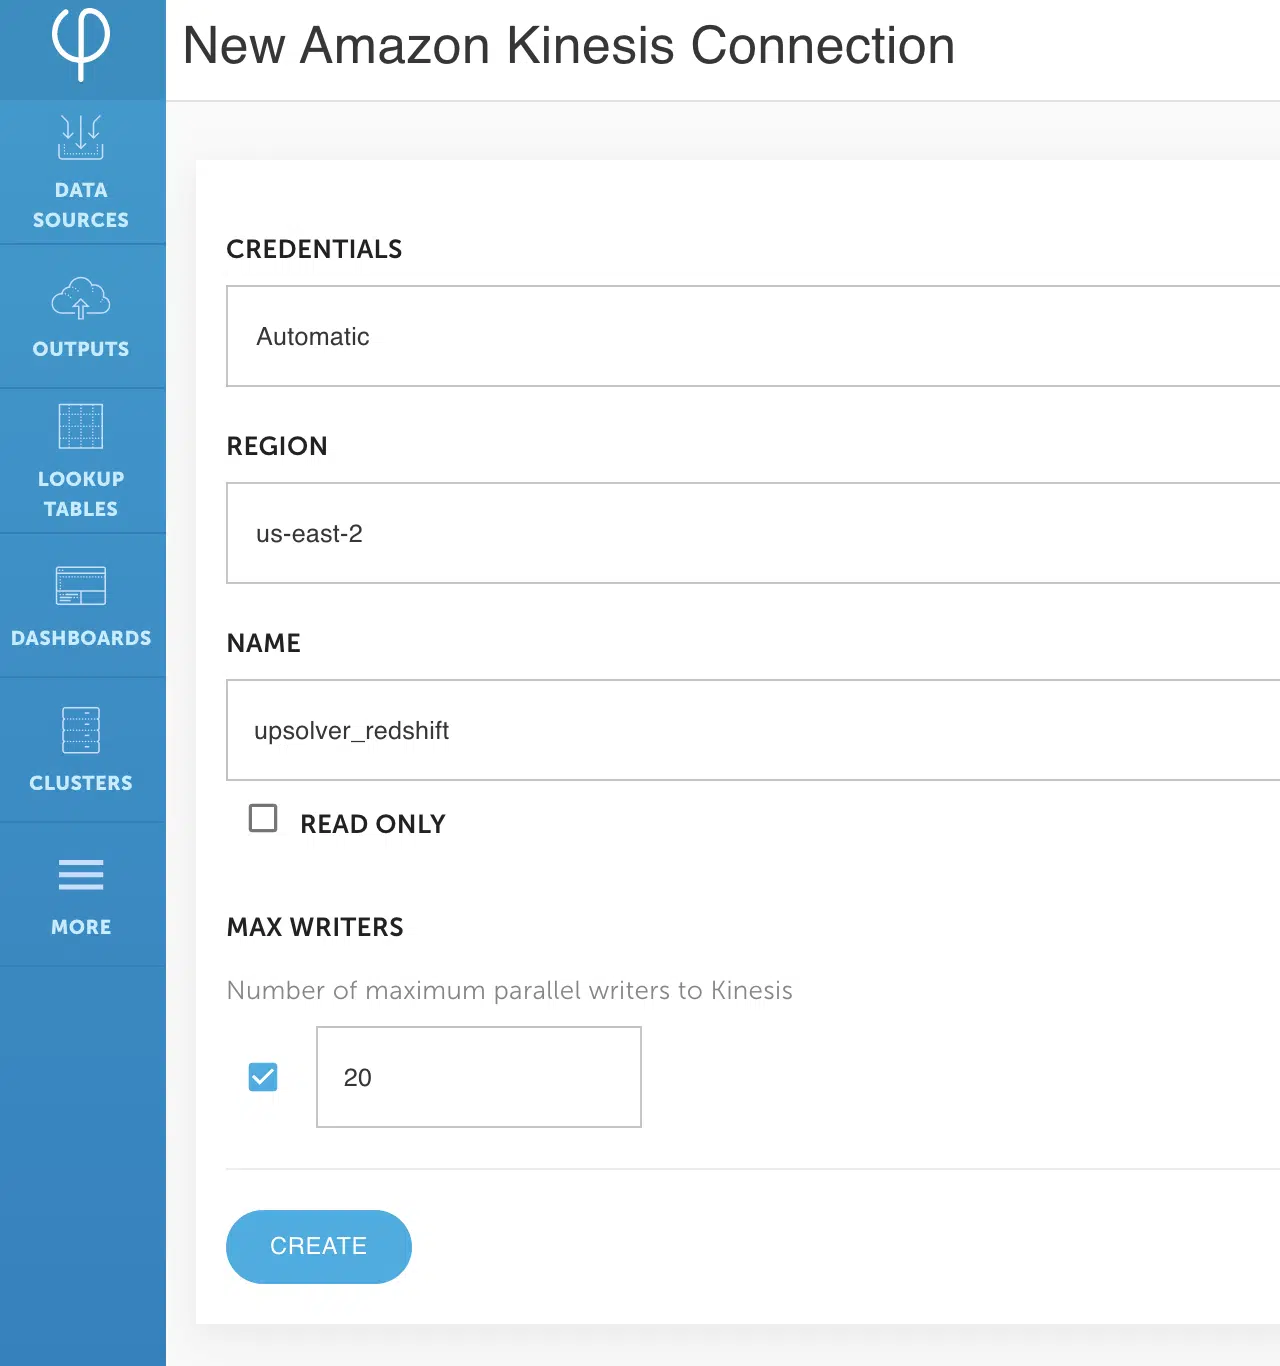 New Amazon Kinesis Connection
DATA
SOURCES
OUTPUTS
LOOKUP
TABLES
DASHBOARDS
CLUSTERS
MORE
CREDENTIALS
Automatic
REGION
us-east-2
NAME
upsolver_redshift
READ ONLY
MAX WRITERS
Number of maximum parallel writers to Kinesis
20
CREATE